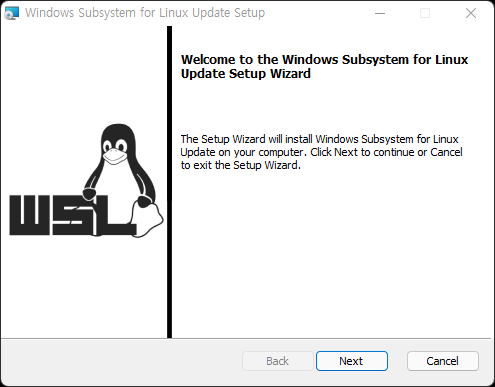 Windows Subsystem for Linux Update Setup
Welcome to the Windows Subsystem for Linux
Update Setup Wizard
The Setup Wizard will install Windows Subsystem for Linux
Update on your computer. Click Next to continue or Cancel
to exit the Setup Wizard.
WSL
Back Next Cancel